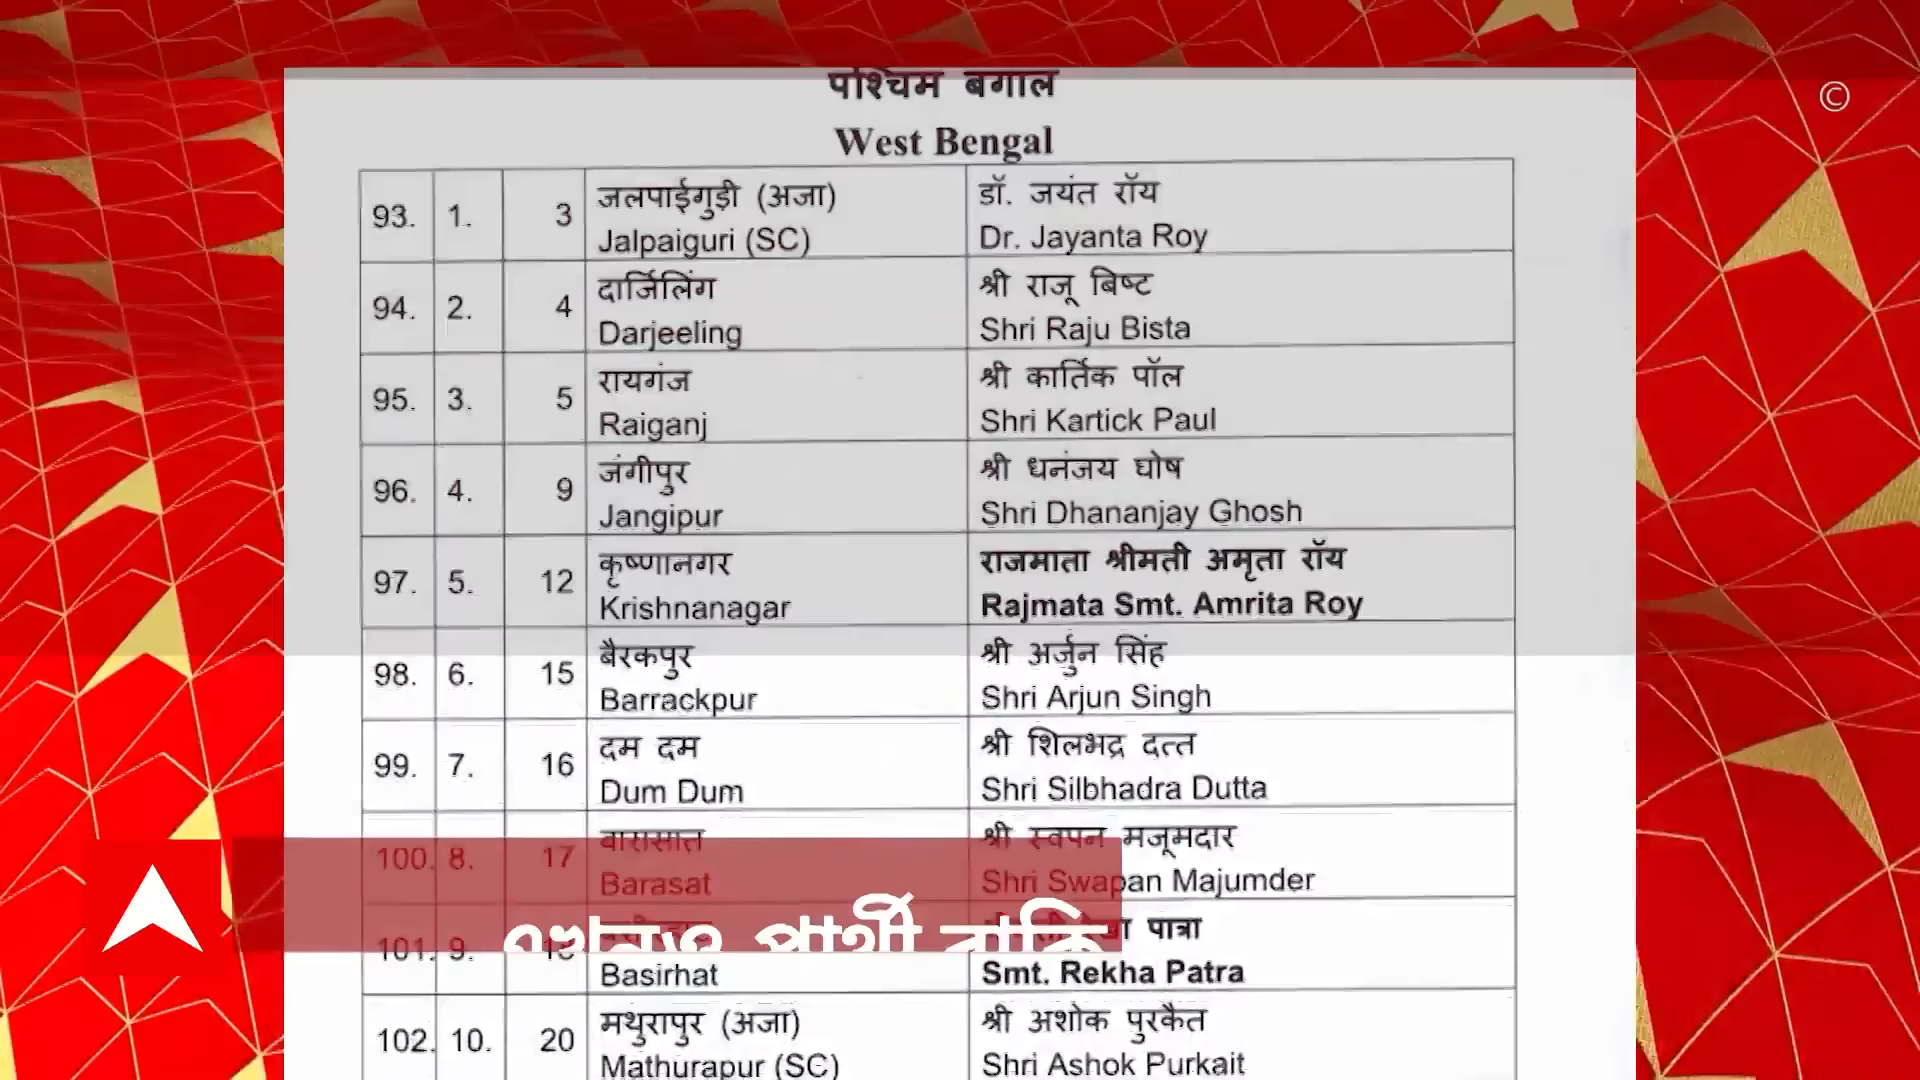 पश्चिम बंगाल
West Bengal
93. 1. 3 जलपाईगुड़ी (अजा) डॉ. जयंत रॉय
Jalpaiguri (SC) Dr. Jayanta Roy
94. 2. 4 दार्जिलिंग श्री राजू बिष्ट
Darjeeling Shri Raju Bista
95. 3. 5 रायगंज श्री कार्तिक पॉल
Raiganj Shri Kartick Paul
96. 4. 9 जंगीपुर श्री धनंजय घोष
Jangipur Shri Dhananjay Ghosh
97. 5. 12 कृष्णानगर राजमाता श्रीमती अमृता रॉय
Krishnanagar Rajmata Smt. Amrita Roy
98. 6. 15 बैरकपुर श्री अर्जुन सिंह
Barrackpur Shri Arjun Singh
99. 7. 16 दम दम श्री शिलभद्र दत्त
Dum Dum Shri Silbhadra Dutta
100. 8. 17 बारासात श्री स्वपन मजूमदार
Barasat Shri Swapan Majumder
101. 9. पात्रा
Basirhat Smt. Rekha Patra
102. 10. 20 मथुरापुर (अजा) श्री अशोक पुरकैत
Mathurapur (SC) Shri Ashok Purkait
এখনও প্রার্থী বাকি
©